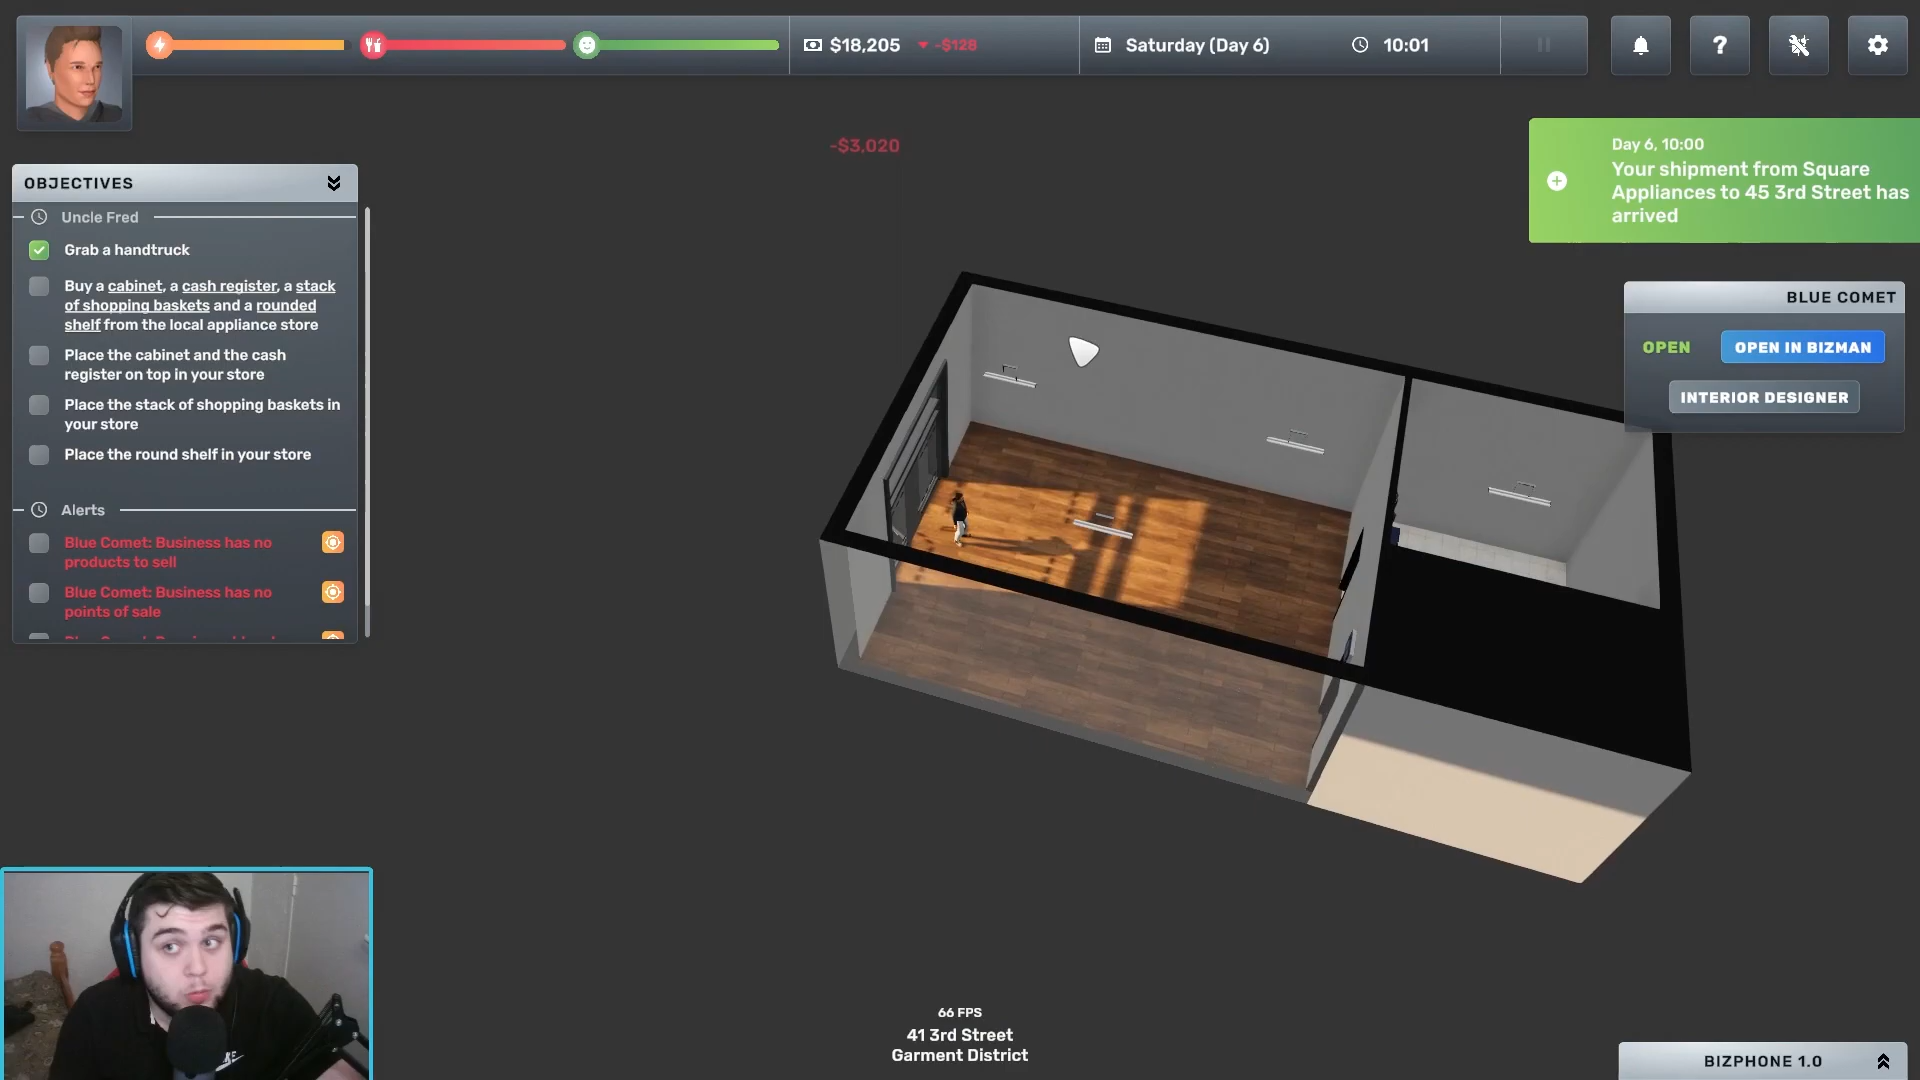 $18,205 -$128
Saturday (Day 6)
10:01
?
-$3,020
Day 6, 10:00
Your shipment from Square
Appliances to 45 3rd Street has
arrived
OBJECTIVES
Uncle Fred
Grab a handtruck
Buy a cabinet, a cash register, a stack
of shopping baskets and a rounded
shelf from the local appliance store
Place the cabinet and the cash
register on top in your store
Place the stack of shopping baskets in
your store
Place the round shelf in your store
Alerts
Blue Comet: Business has no
products to sell
Blue Comet: Business has no
points of sale
BLUE COMET
OPEN
OPEN IN BIZMAN
INTERIOR DESIGNER
66 FPS
41 3rd Street
Garment District
BIZPHONE 1.0